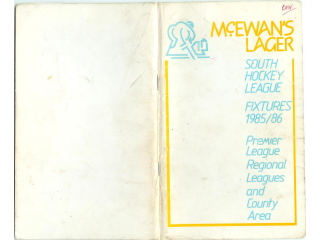 McEWAN'S
LAGER
SOUTH
HOCKEY
LEAGUE
FIXTURES
1985/86
Premier
League
Regional
Leagues
and
County
Area